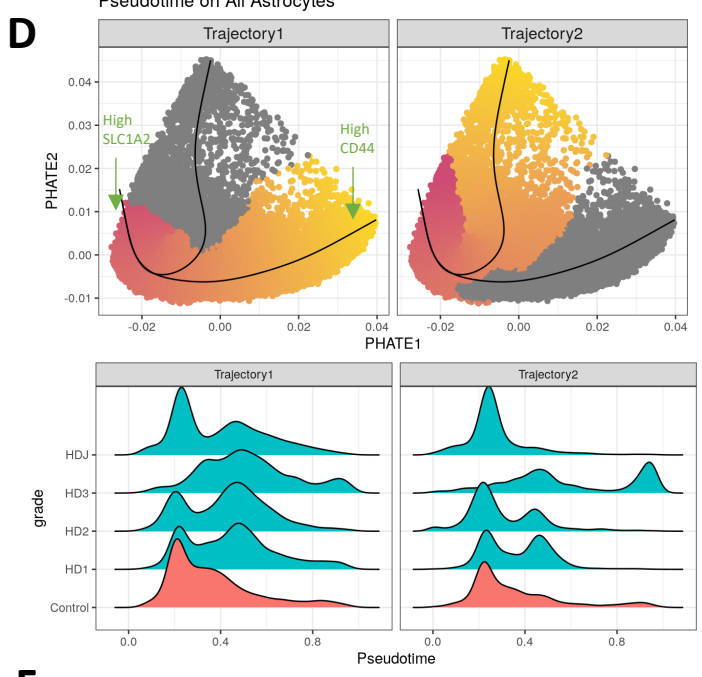 Pseudotime on All Astrocytes
D
Trajectory1
Trajectory2
High
SLC1A2
High
CD44
PHATE2
0.04
0.03
0.02
0.01
0.00
-0.01
-0.02
0.00
0.02
0.04
-0.02
0.00
0.02
0.04
PHATE1
Trajectory1
Trajectory2
grade
HDJ
HD3
HD2
HD1
Control
0.0
0.4
0.8
0.0
0.4
0.8
Pseudotime